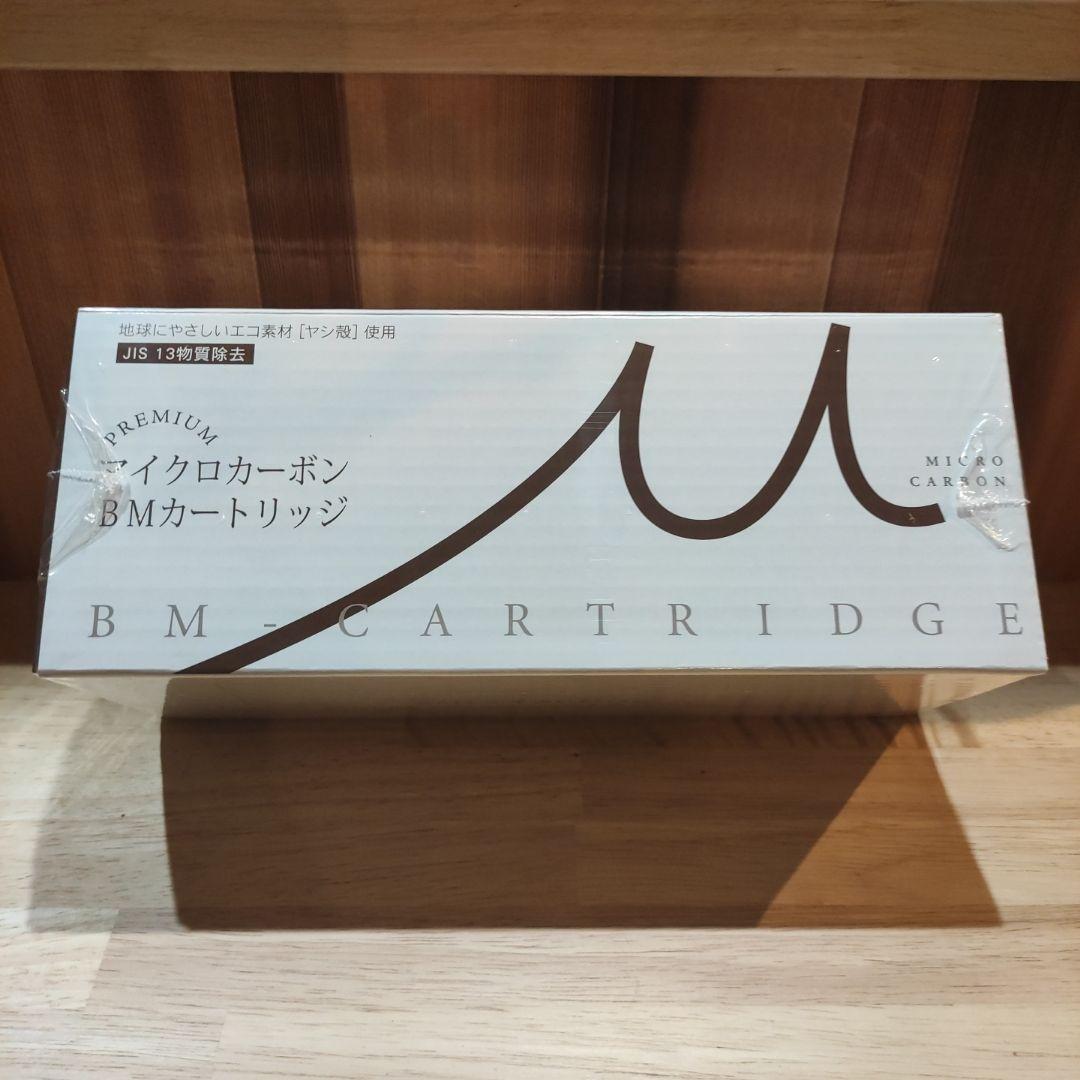 地球にやさしいエコ素材［ヤシ殻］使用
JIS 13物質除去
PREMIUM
マイクロカーボン
BMカートリッジ
μ
MICRO
CARBON
BM-CARTRIDGE